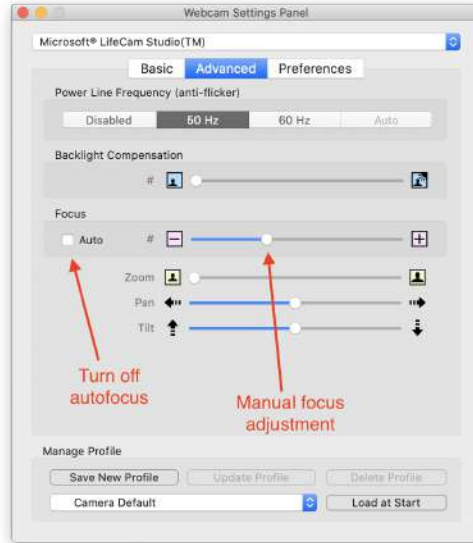 Webcam Settings Panel
Microsoft® LifeCam Studio(TM)
Basic Advanced Preferences
Power Line Frequency (anti-flicker)
Disabled 50 Hz 60 Hz Auto
Backlight Compensation
#
Focus
Auto #
Zoom
Pan
Tilt
Turn off
autofocus
Manual focus
adjustment
Manage Profile
Save New Profile Update Profile Delete Profile
Camera Default Load at Start